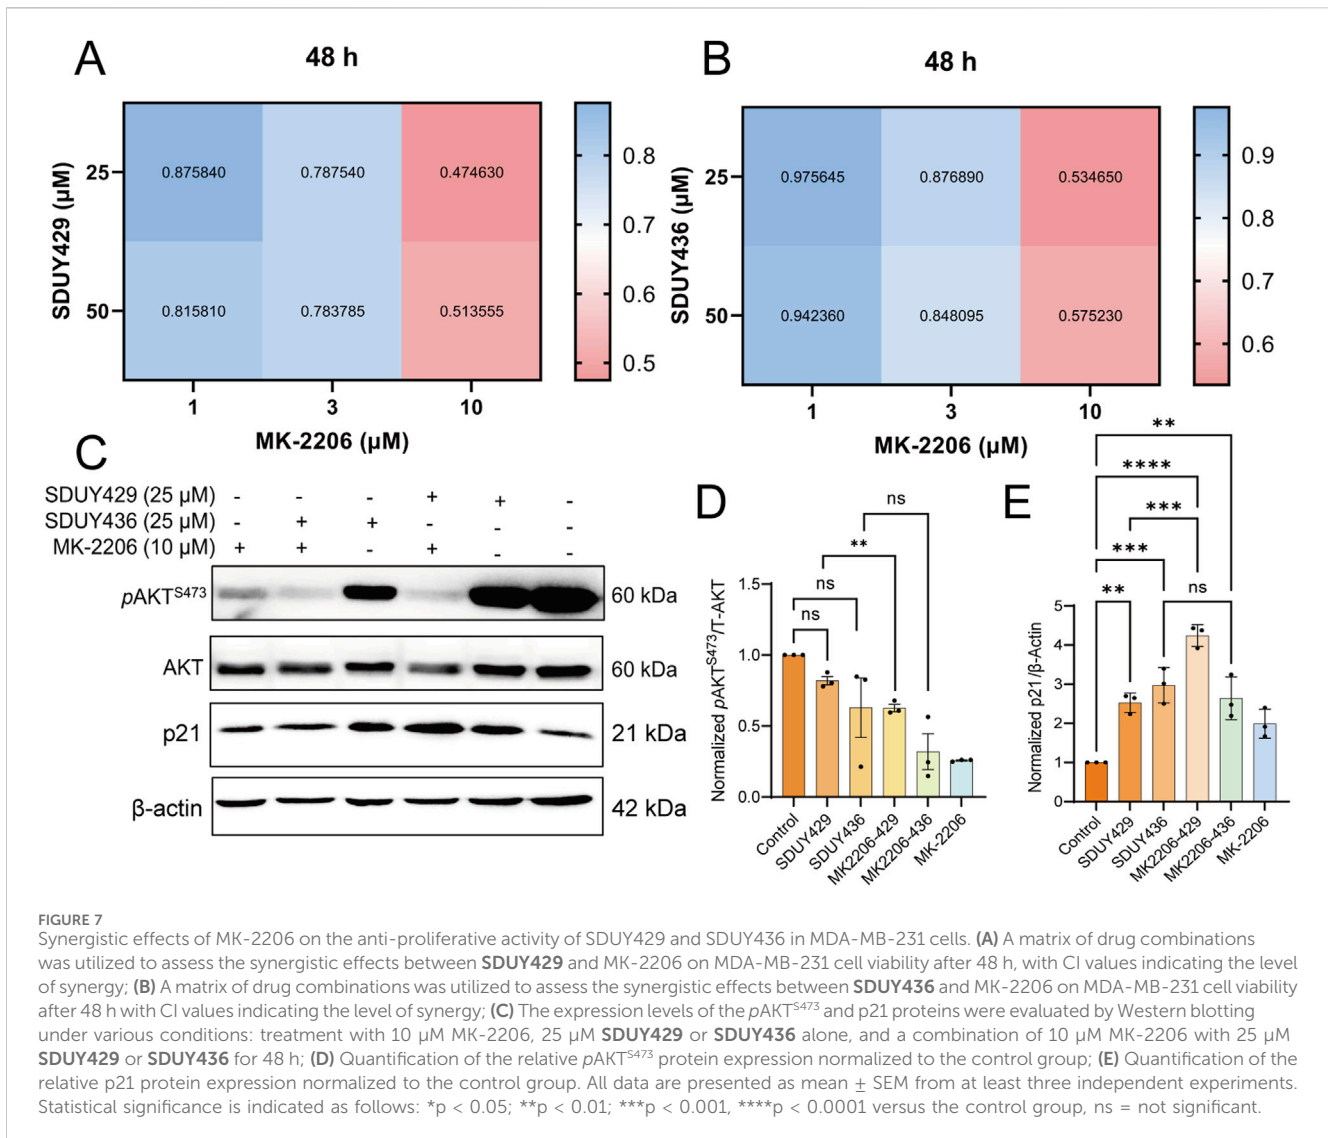 A
48 h
SDUY429 (µM)
25
50
0.875840
0.787540
0.474630
0.815810
0.783785
0.513555
1
3
10
MK-2206 (µM)
0.8
0.7
0.6
0.5
B
48 h
SDUY436 (µM)
25
50
0.975645
0.876890
0.534650
0.942360
0.848095
0.575230
1
3
10
MK-2206 (µM)
0.9
0.8
0.7
0.6
C
SDUY429 (25 µM) - - - + + -
SDUY436 (25 µM) - + + - - -
MK-2206 (10 µM) + + - + - -
pAKTS473 60 kDa
AKT 60 kDa
p21 21 kDa
β-actin 42 kDa
D
Normalized pAKTS473/T-AKT
1.5
1.0
0.5
0.0
ns
**
ns
ns
Control
SDUY429
SDUY436
MK2206-429
MK2206-436
MK-2206
E
Normalized p21/β-Actin
5
4
3
2
1
0
**
****
***
***
ns
**
Control
SDUY429
SDUY436
MK2206-429
MK2206-436
MK-2206
FIGURE 7
Synergistic effects of MK-2206 on the anti-proliferative activity of SDUY429 and SDUY436 in MDA-MB-231 cells. (A) A matrix of drug combinations
was utilized to assess the synergistic effects between SDUY429 and MK-2206 on MDA-MB-231 cell viability after 48 h, with CI values indicating the level
of synergy; (B) A matrix of drug combinations was utilized to assess the synergistic effects between SDUY436 and MK-2206 on MDA-MB-231 cell viability
after 48 h with CI values indicating the level of synergy; (C) The expression levels of the pAKTS473 and p21 proteins were evaluated by Western blotting
under various conditions: treatment with 10 µM MK-2206, 25 µM SDUY429 or SDUY436 alone, and a combination of 10 µM MK-2206 with 25 µM
SDUY429 or SDUY436 for 48 h; (D) Quantification of the relative pAKTS473 protein expression normalized to the control group; (E) Quantification of the
relative p21 protein expression normalized to the control group. All data are presented as mean ± SEM from at least three independent experiments.
Statistical significance is indicated as follows: *p < 0.05; **p < 0.01; ***p < 0.001, ****p < 0.0001 versus the control group, ns = not significant.